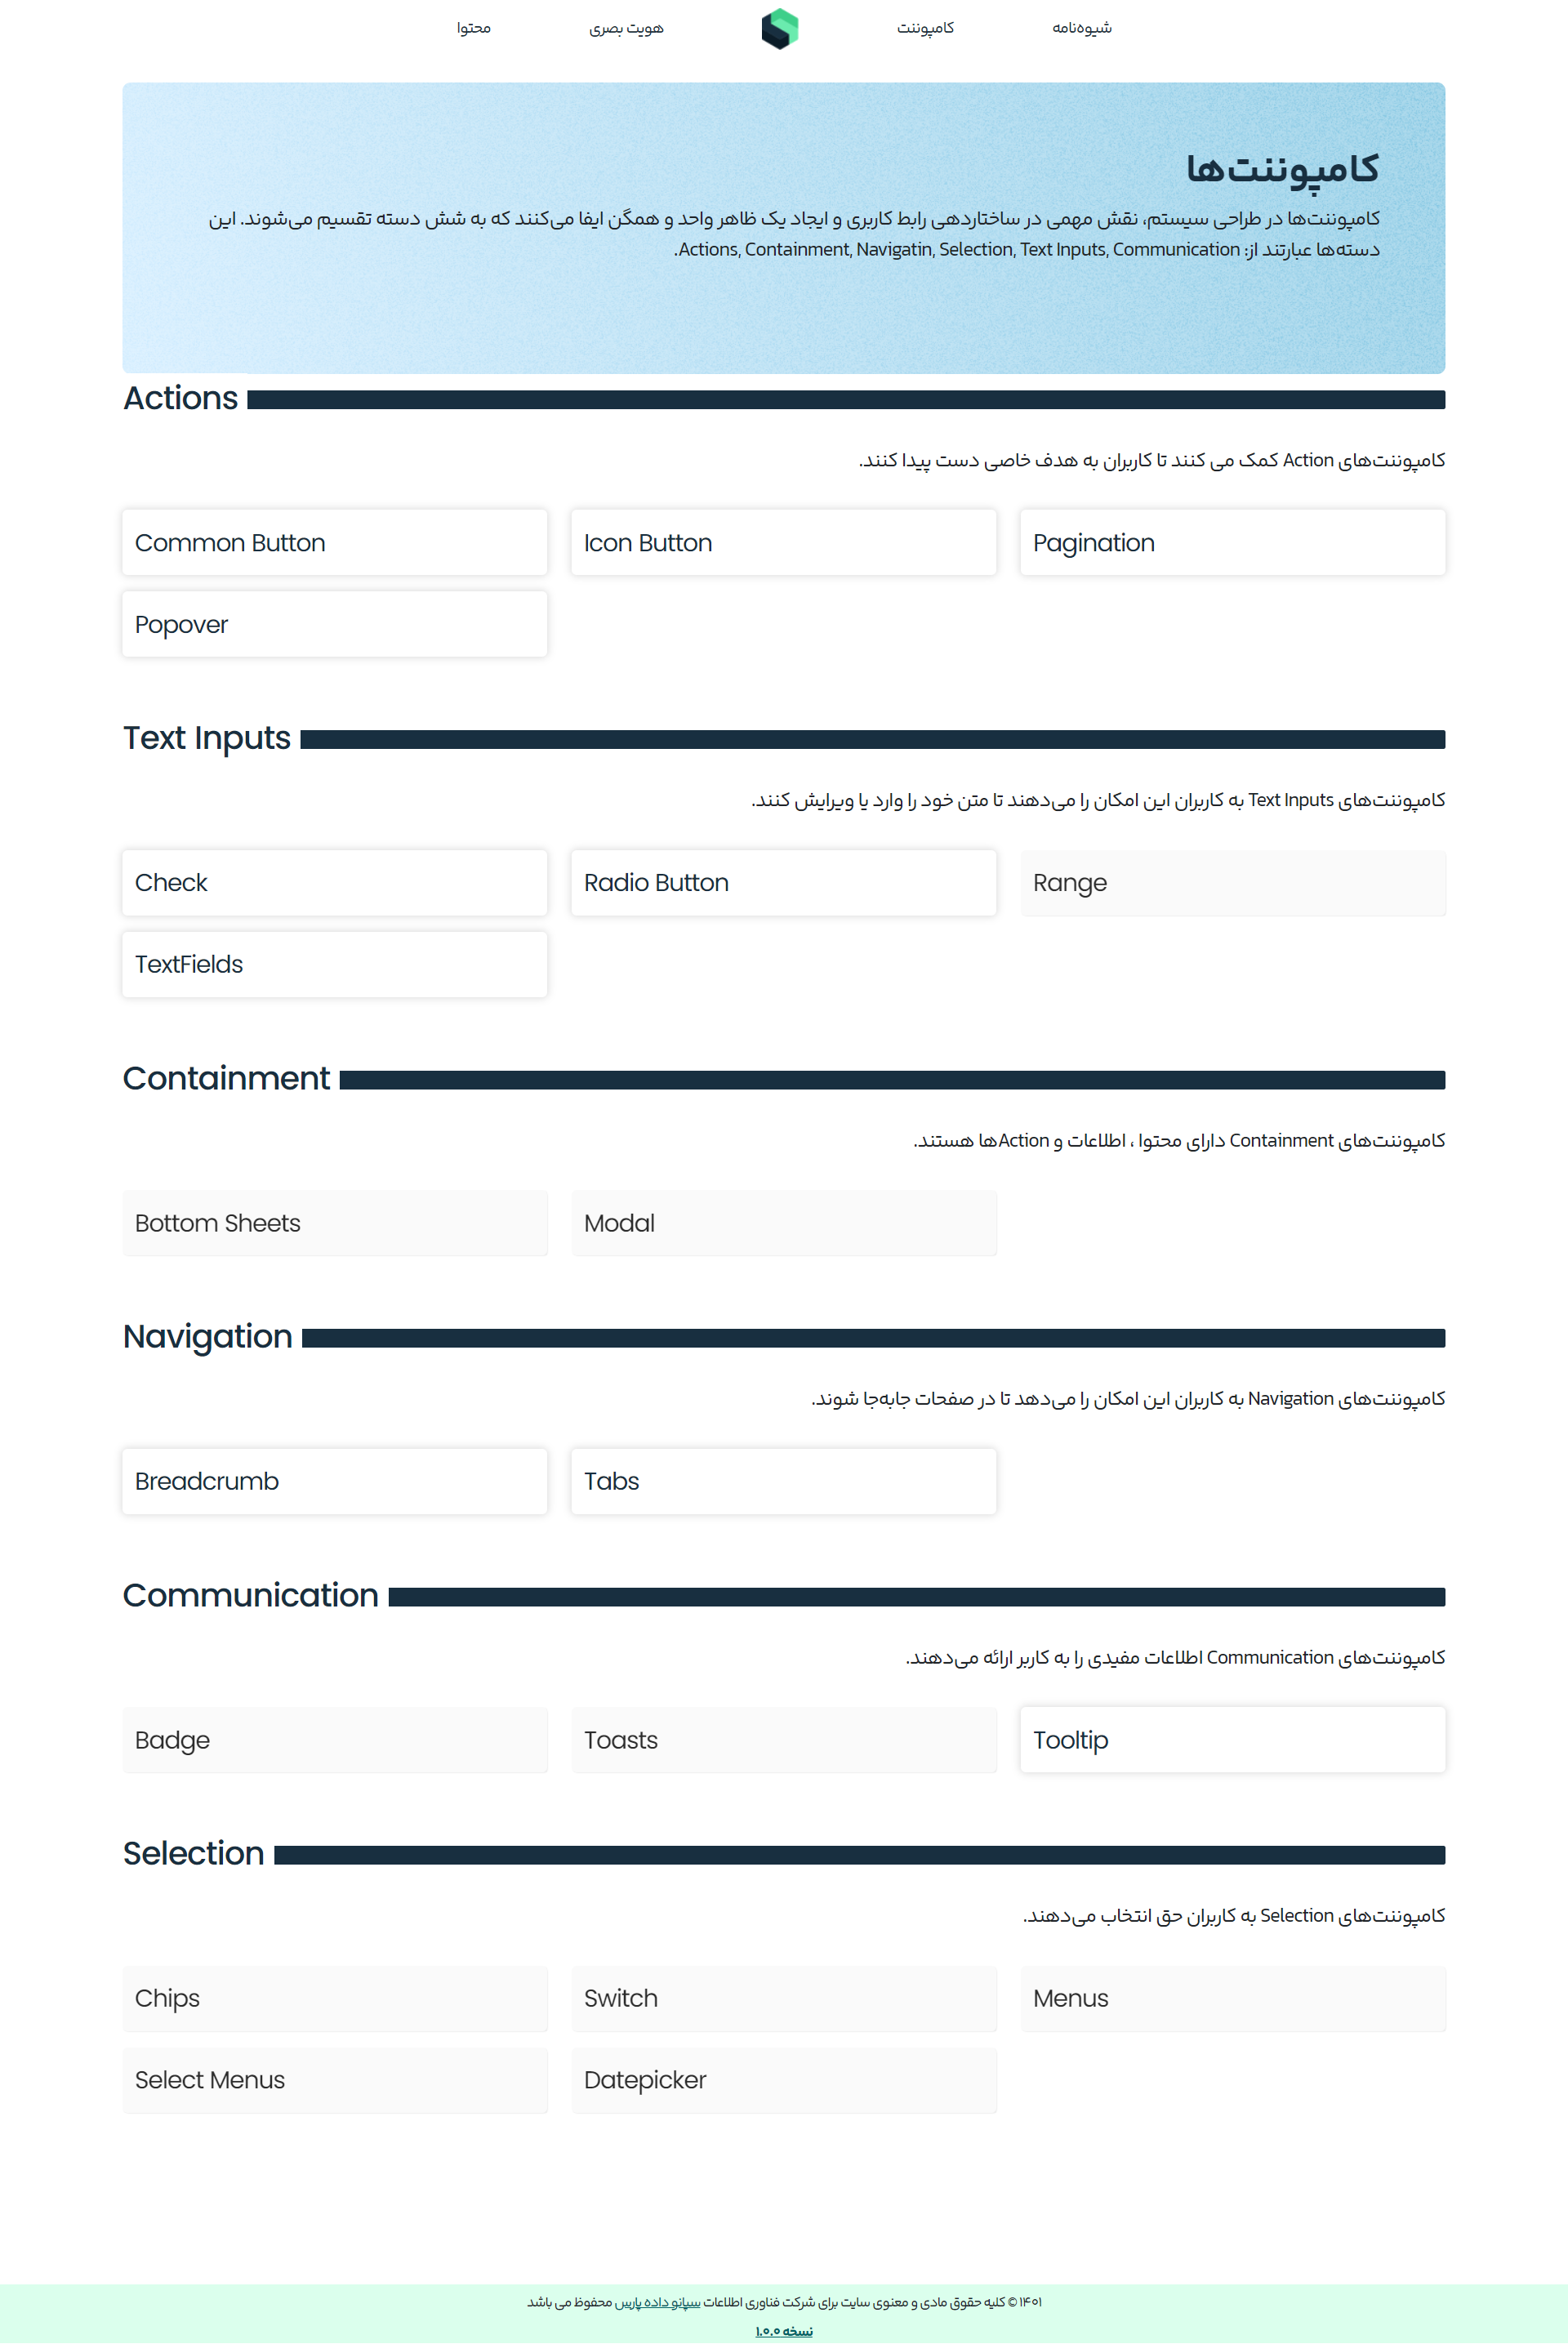 شیوه‌نامه
کامپوننت
هویت بصری
محتوا
کامپوننت‌ها
کامپوننت‌ها در طراحی سیستم، نقش مهمی در ساختاردهی رابط کاربری و ایجاد یک ظاهر واحد و همگن ایفا می‌کنند که به شش دسته تقسیم می‌شوند. این
دسته‌ها عبارتند از: Actions, Containment, Navigatin, Selection, Text Inputs, Communication.
Actions
کامپوننت‌های Action کمک می کنند تا کاربران به هدف خاصی دست پیدا کنند.
Common Button
Icon Button
Pagination
Popover
Text Inputs
کامپوننت‌های Text Inputs به کاربران این امکان را می‌دهند تا متن خود را وارد یا ویرایش کنند.
Check
Radio Button
Range
TextFields
Containment
کامپوننت‌های Containment دارای محتوا ، اطلاعات و Actionها هستند.
Bottom Sheets
Modal
Navigation
کامپوننت‌های Navigation به کاربران این امکان را می‌دهد تا در صفحات جابه‌جا شوند.
Breadcrumb
Tabs
Communication
کامپوننت‌های Communication اطلاعات مفیدی را به کاربر ارائه می‌دهند.
Badge
Toasts
Tooltip
Selection
کامپوننت‌های Selection به کاربران حق انتخاب می‌دهند.
Chips
Switch
Menus
Select Menus
Datepicker
۱۴۰۱ © کلیه حقوق مادی و معنوی سایت برای شرکت فناوری اطلاعات سپانو داده پارس محفوظ می باشد
نسخه ۱.۰.۰